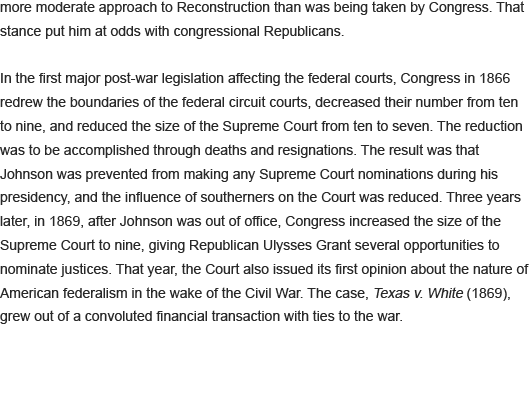 more moderate approach to Reconstruction than was being taken by Congress. That
stance put him at odds with congressional Republicans.
In the first major post-war legislation affecting the federal courts, Congress in 1866
redrew the boundaries of the federal circuit courts, decreased their number from ten
to nine, and reduced the size of the Supreme Court from ten to seven. The reduction
was to be accomplished through deaths and resignations. The result was that
Johnson was prevented from making any Supreme Court nominations during his
presidency, and the influence of southerners on the Court was reduced. Three years
later, in 1869, after Johnson was out of office, Congress increased the size of the
Supreme Court to nine, giving Republican Ulysses Grant several opportunities to
nominate justices. That year, the Court also issued its first opinion about the nature of
American federalism in the wake of the Civil War. The case, Texas v. White (1869),
grew out of a convoluted financial transaction with ties to the war.